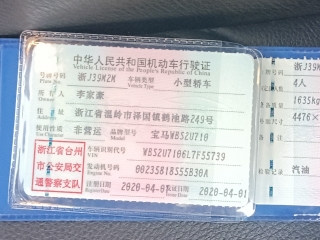 中华人民共和国机动车行驶证
Vehicle License of the People's Republic of China
号牌号码 浙J39M2M 车辆类型 小型轿车
Plate No. Vehicle Type
所有人 李家豪
Owner
住址 浙江省温岭市泽国镇鹤池路249号
Address
使用性质 非营运 品牌型号 宝马WBS2U710
Use Character Model
浙江省台州
市公安局交
通警察支队
车辆识别代号 WBS2U7106L7F55739
VIN
发动机号码 00235B18S55B30A
Engine No.
注册日期 2020-04-01 发证日期 2020-04-01
Register Date Issue Date
浙J39M
4人
1635kg
4476×
汽油